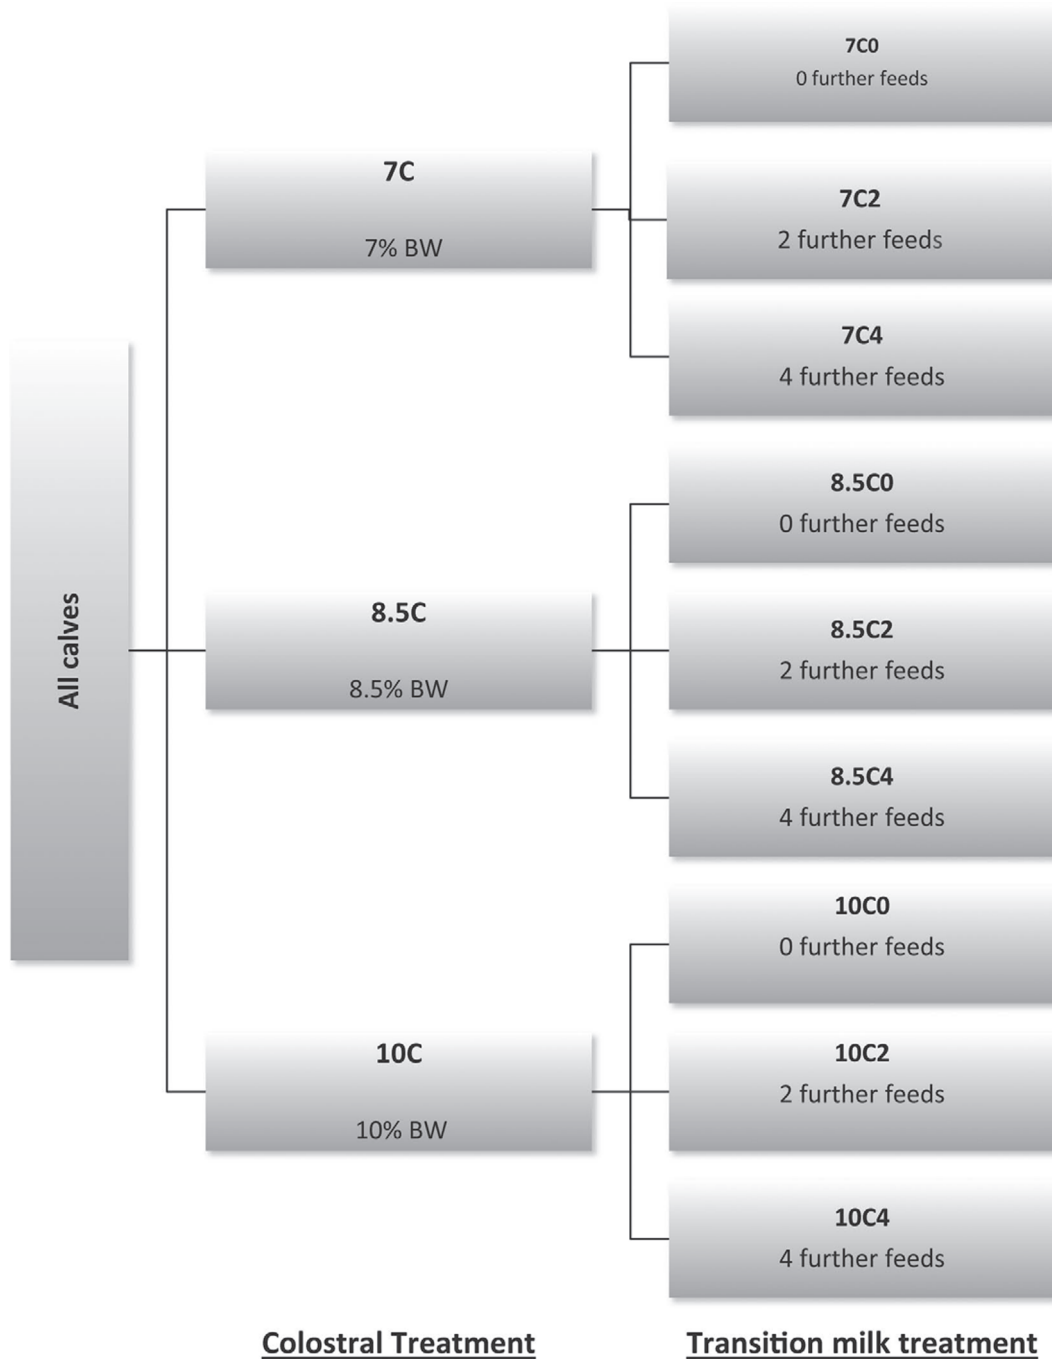 All calves
7C
7% BW
7C0
0 further feeds
7C2
2 further feeds
7C4
4 further feeds
8.5C
8.5% BW
8.5C0
0 further feeds
8.5C2
2 further feeds
8.5C4
4 further feeds
10C
10% BW
10C0
0 further feeds
10C2
2 further feeds
10C4
4 further feeds
Colostral Treatment
Transition milk treatment